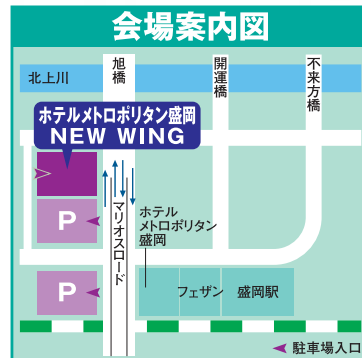 会場案内図
旭橋
開運橋
不来方橋
北上川
ホテルメトロポリタン盛岡
NEW WING
P
マリオスロード
ホテル
メトロポリタン
盛岡
P
フェザン
盛岡駅
駐車場入口